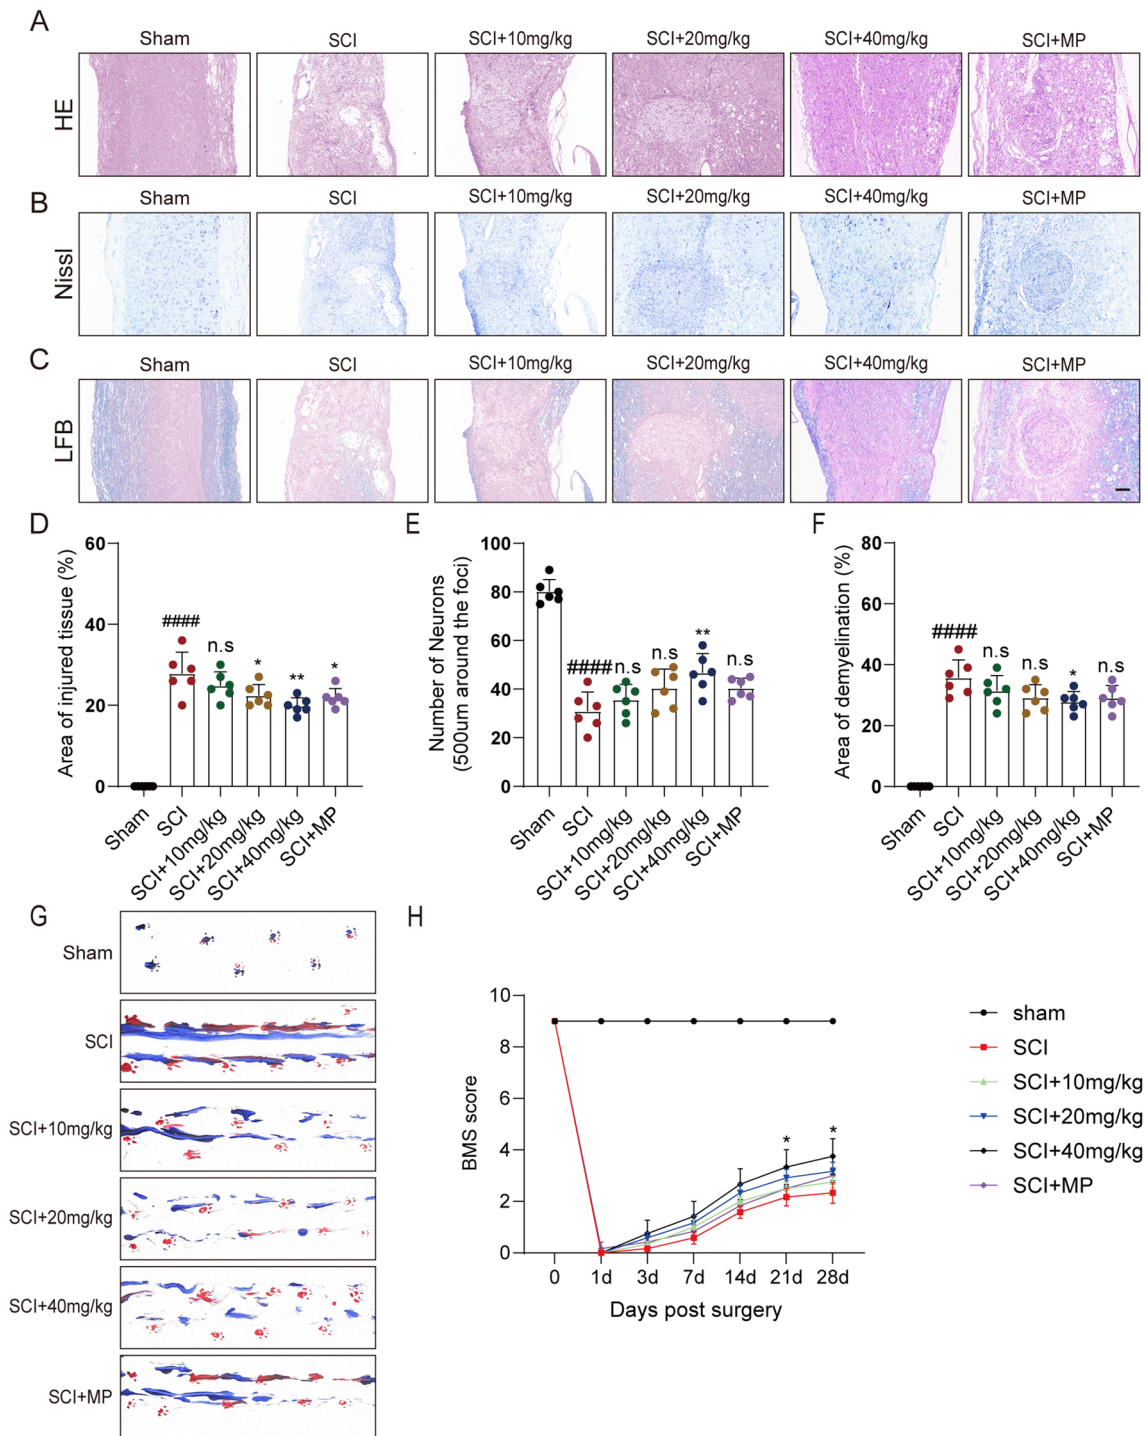 A
Sham SCI SCI+10mg/kg SCI+20mg/kg SCI+40mg/kg SCI+MP
HE
B
Sham SCI SCI+10mg/kg SCI+20mg/kg SCI+40mg/kg SCI+MP
Nissl
C
Sham SCI SCI+10mg/kg SCI+20mg/kg SCI+40mg/kg SCI+MP
LFB
D
Area of injured tissue (%)
60
40
20
0
####
n.s
*
**
*
Sham
SCI
SCI+10mg/kg
SCI+20mg/kg
SCI+40mg/kg
SCI+MP
E
Number of Neurons
(500um around the foci)
100
80
60
40
20
0
####
n.s
n.s
**
n.s
Sham
SCI
SCI+10mg/kg
SCI+20mg/kg
SCI+40mg/kg
SCI+MP
F
Area of demyelination (%)
80
60
40
20
0
####
n.s
n.s
*
n.s
Sham
SCI
SCI+10mg/kg
SCI+20mg/kg
SCI+40mg/kg
SCI+MP
G
Sham
SCI
SCI+10mg/kg
SCI+20mg/kg
SCI+40mg/kg
SCI+MP
H
BMS score
10
8
6
4
2
0
* *
0 1d 3d 7d 14d 21d 28d
Days post surgery
sham
SCI
SCI+10mg/kg
SCI+20mg/kg
SCI+40mg/kg
SCI+MP